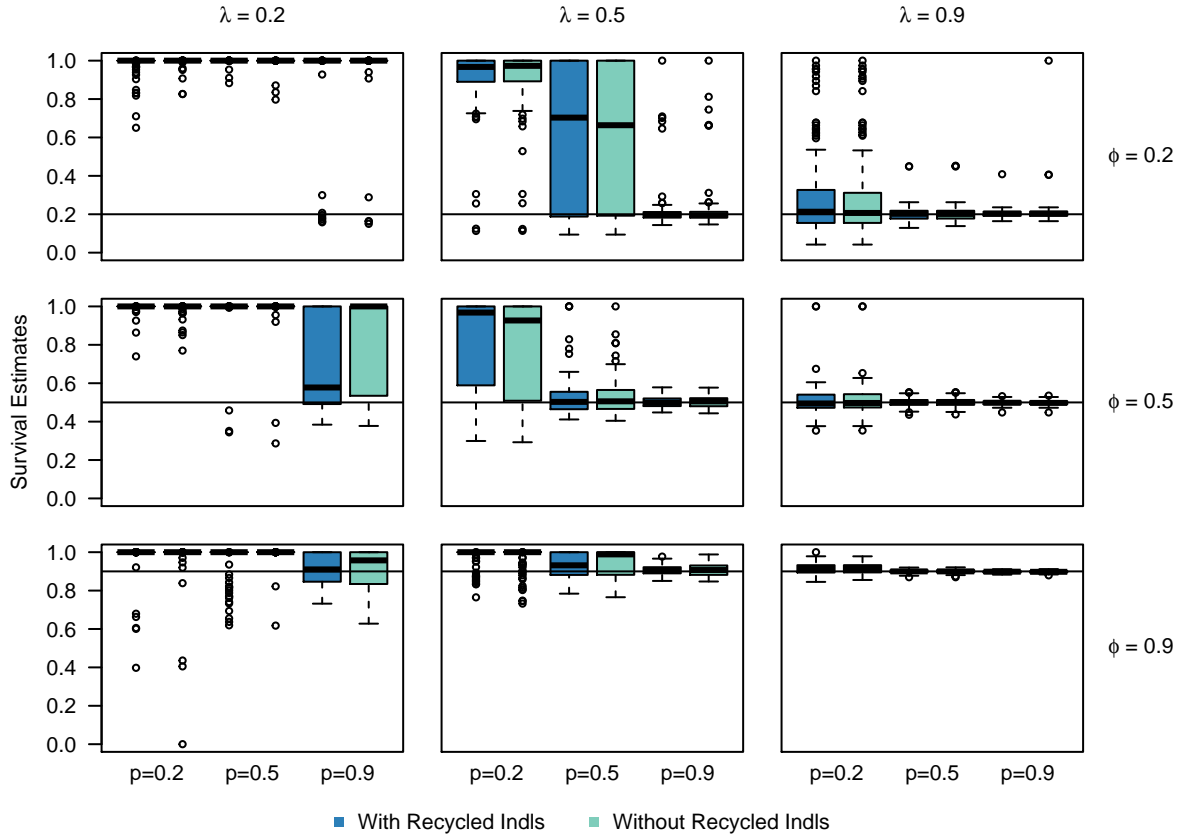 λ = 0.2 λ = 0.5 λ = 0.9
1.0
0.8
0.6
0.4
0.2
0.0
ϕ = 0.2
Survival Estimates
1.0
0.8
0.6
0.4
0.2
0.0
ϕ = 0.5
1.0
0.8
0.6
0.4
0.2
0.0
ϕ = 0.9
p=0.2 p=0.5 p=0.9 p=0.2 p=0.5 p=0.9 p=0.2 p=0.5 p=0.9
With Recycled Indls Without Recycled Indls